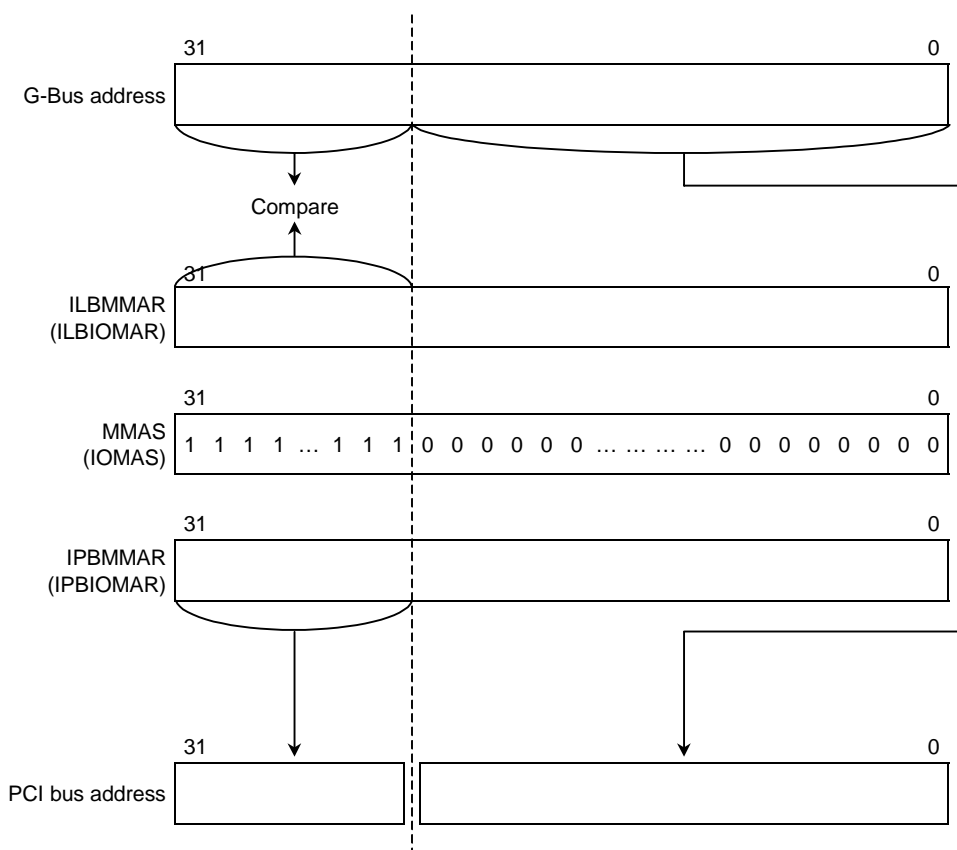 31 0
G-Bus address
Compare
31 0
ILBMMAR
(ILBIOMAR)
31 0
MMAS
(IOMAS)
1 1 1 1 … 1 1 1 0 0 0 0 0 0 … … … … 0 0 0 0 0 0 0 0
31 0
IPBMMAR
(IPBIOMAR)
31 0
PCI bus address